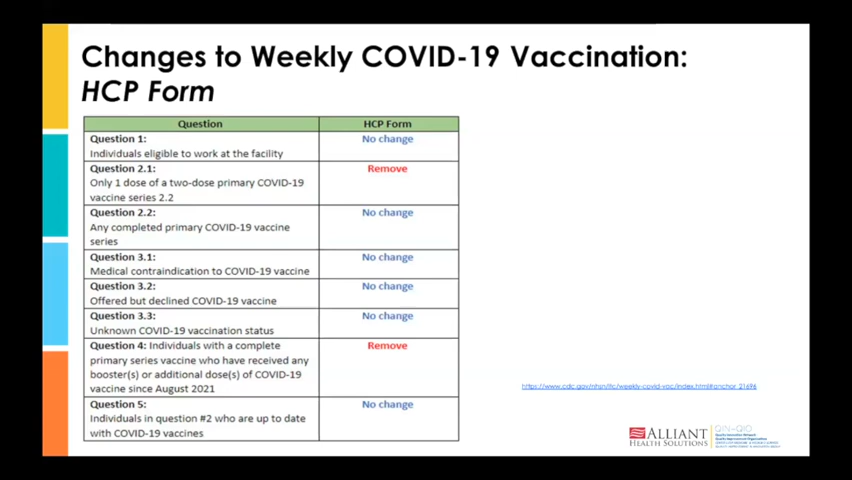 Changes to Weekly COVID-19 Vaccination:
HCP Form
Question HCP Form
Question 1: No change
Individuals eligible to work at the facility
Question 2.1: Remove
Only 1 dose of a two-dose primary COVID-19
vaccine series 2.2
Question 2.2: No change
Any completed primary COVID-19 vaccine
series
Question 3.1: No change
Medical contraindication to COVID-19 vaccine
Question 3.2: No change
Offered but declined COVID-19 vaccine
Question 3.3: No change
Unknown COVID-19 vaccination status
Question 4: Individuals with a complete Remove
primary series vaccine who have received any
booster(s) or additional dose(s) of COVID-19
vaccine since August 2021
Question 5: No change
Individuals in question #2 who are up to date
with COVID-19 vaccines
https://www.cdc.gov/nhsn/ltc/weekly-covid-vac/index.html#anchor_21696
ALLIANT
HEALTH SOLUTIONS
QIN-QIO
Quality Innovation Network
Quality Improvement Organizations